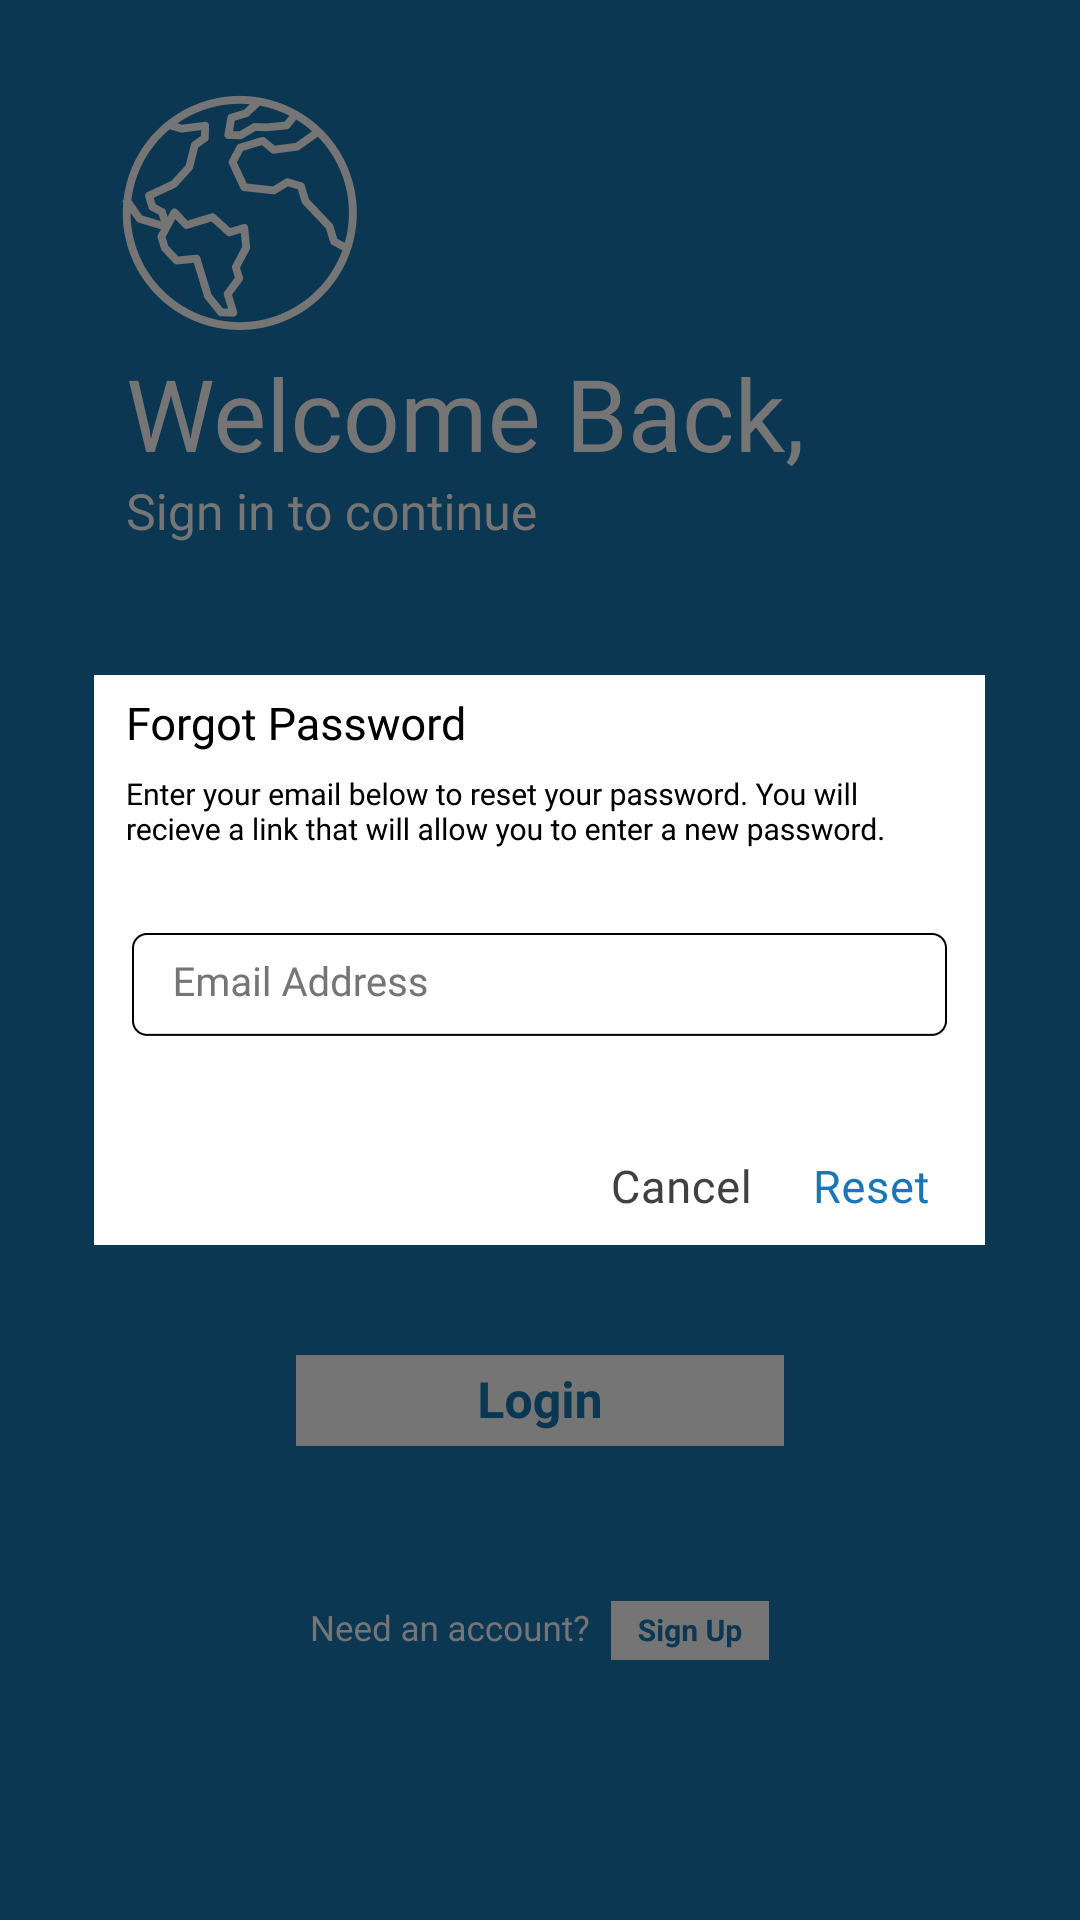 Welcome Back,
Sign in to continue
Forgot Password
Enter your email below to reset your password. You will
recieve a link that will allow you to enter a new password.
Email Address
Cancel Reset
Login
Need an account? Sign Up